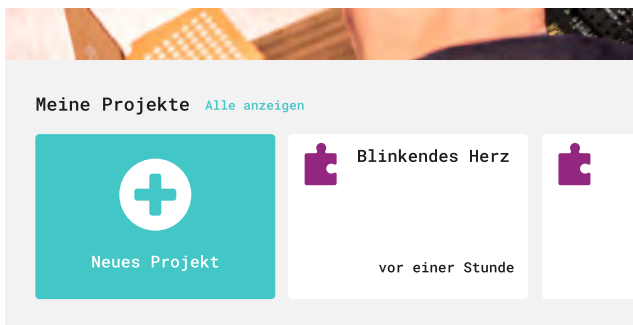 Meine Projekte Alle anzeigen
Blinkendes Herz
Neues Projekt
vor einer Stunde